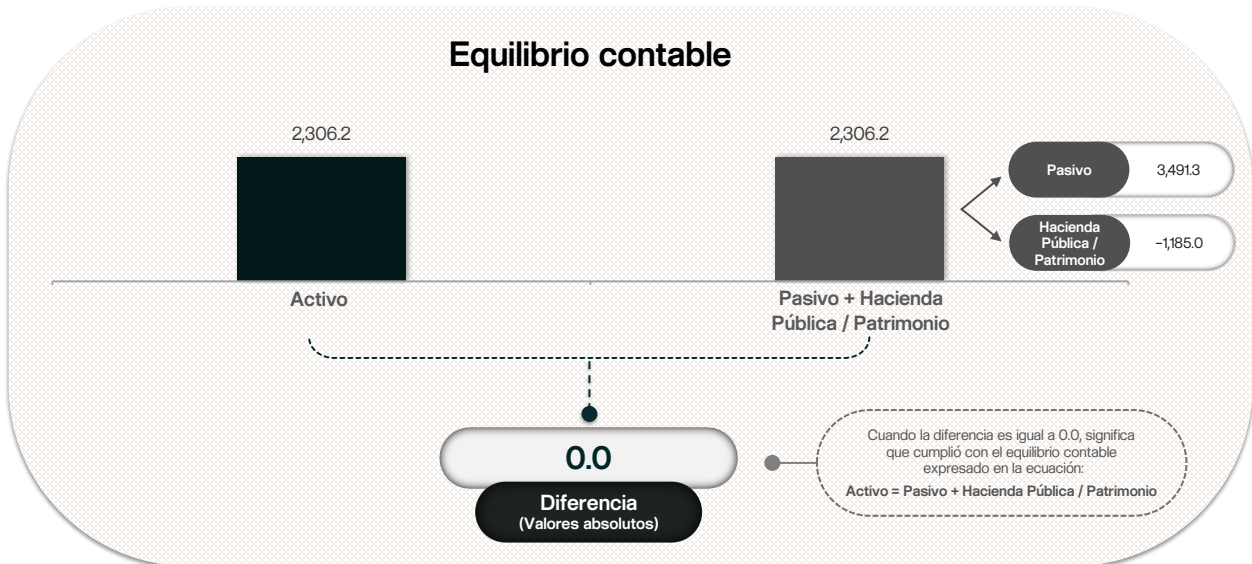 Equilibrio contable
2,306.2
2,306.2
Pasivo
3,491.3
Hacienda
Pública /
Patrimonio
-1,185.0
Activo
Pasivo + Hacienda
Pública / Patrimonio
0.0
Diferencia
(Valores absolutos)
Cuando la diferencia es igual a 0.0, significa
que cumplió con el equilibrio contable
expresado en la ecuación:
Activo = Pasivo + Hacienda Pública / Patrimonio